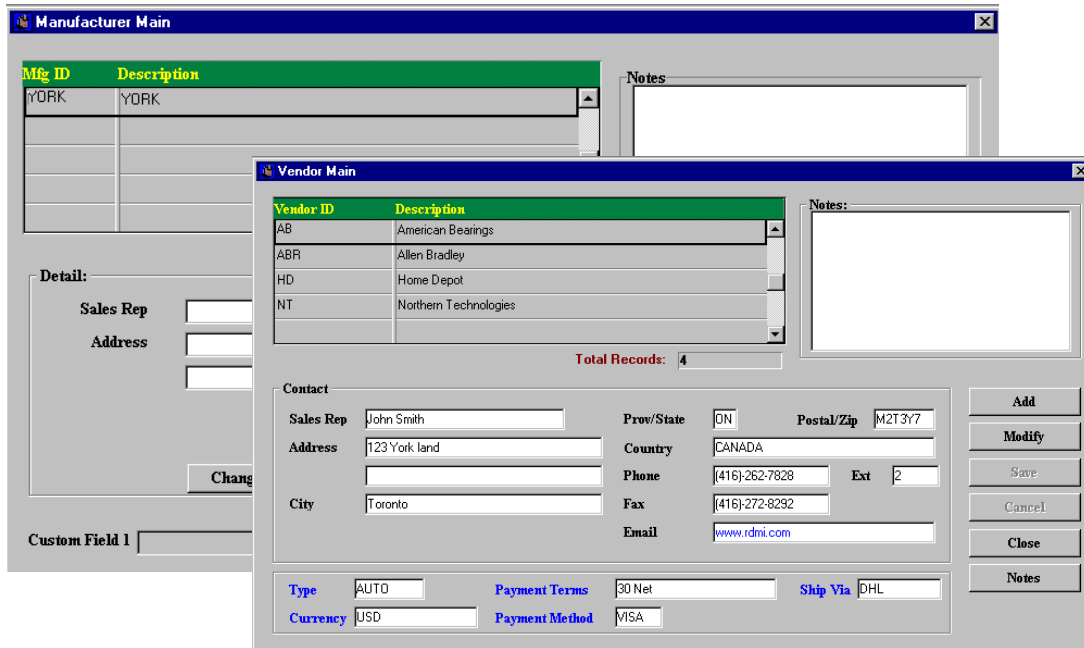 Manufacturer Main
Mfg ID Description
YORK YORK
Notes
Detail:
Sales Rep
Address
Chang
Custom Field 1
Vendor Main
Vendor ID Description
AB American Bearings
ABR Allen Bradley
HD Home Depot
NT Northern Technologies
Total Records: 4
Notes:
Contact
Sales Rep John Smith Prov/State ON Postal/Zip M2T3Y7
Address 123 York land Country CANADA
Phone (416)-262-7828 Ext 2
City Toronto Fax (416)-272-8292
Email www.rdmi.com
Type AUTO Payment Terms 30 Net Ship Via DHL
Currency USD Payment Method VISA
Add
Modify
Save
Cancel
Close
Notes